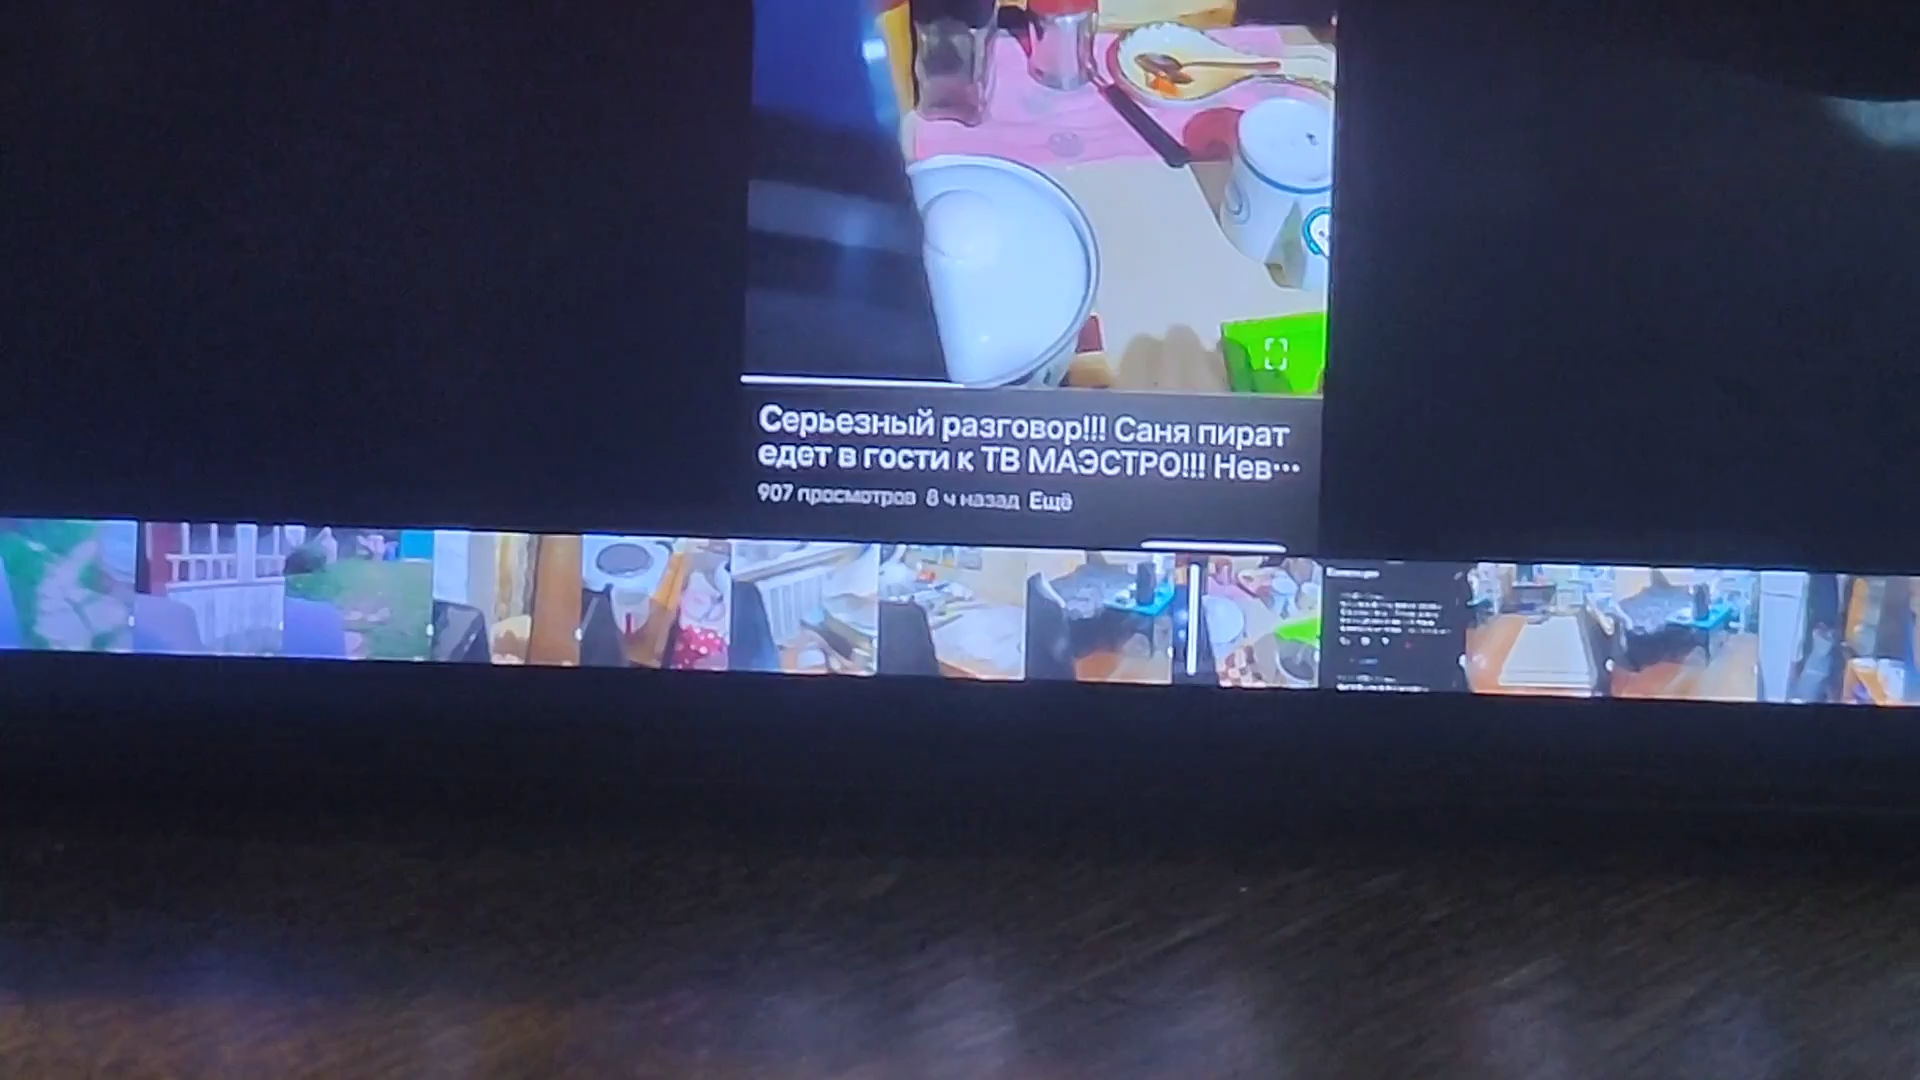 Серьезный разговор!!! Саня пират
едет в гости к ТВ МАЭСТРО!!! Нев...
907 просмотров 8 ч назад Ещё